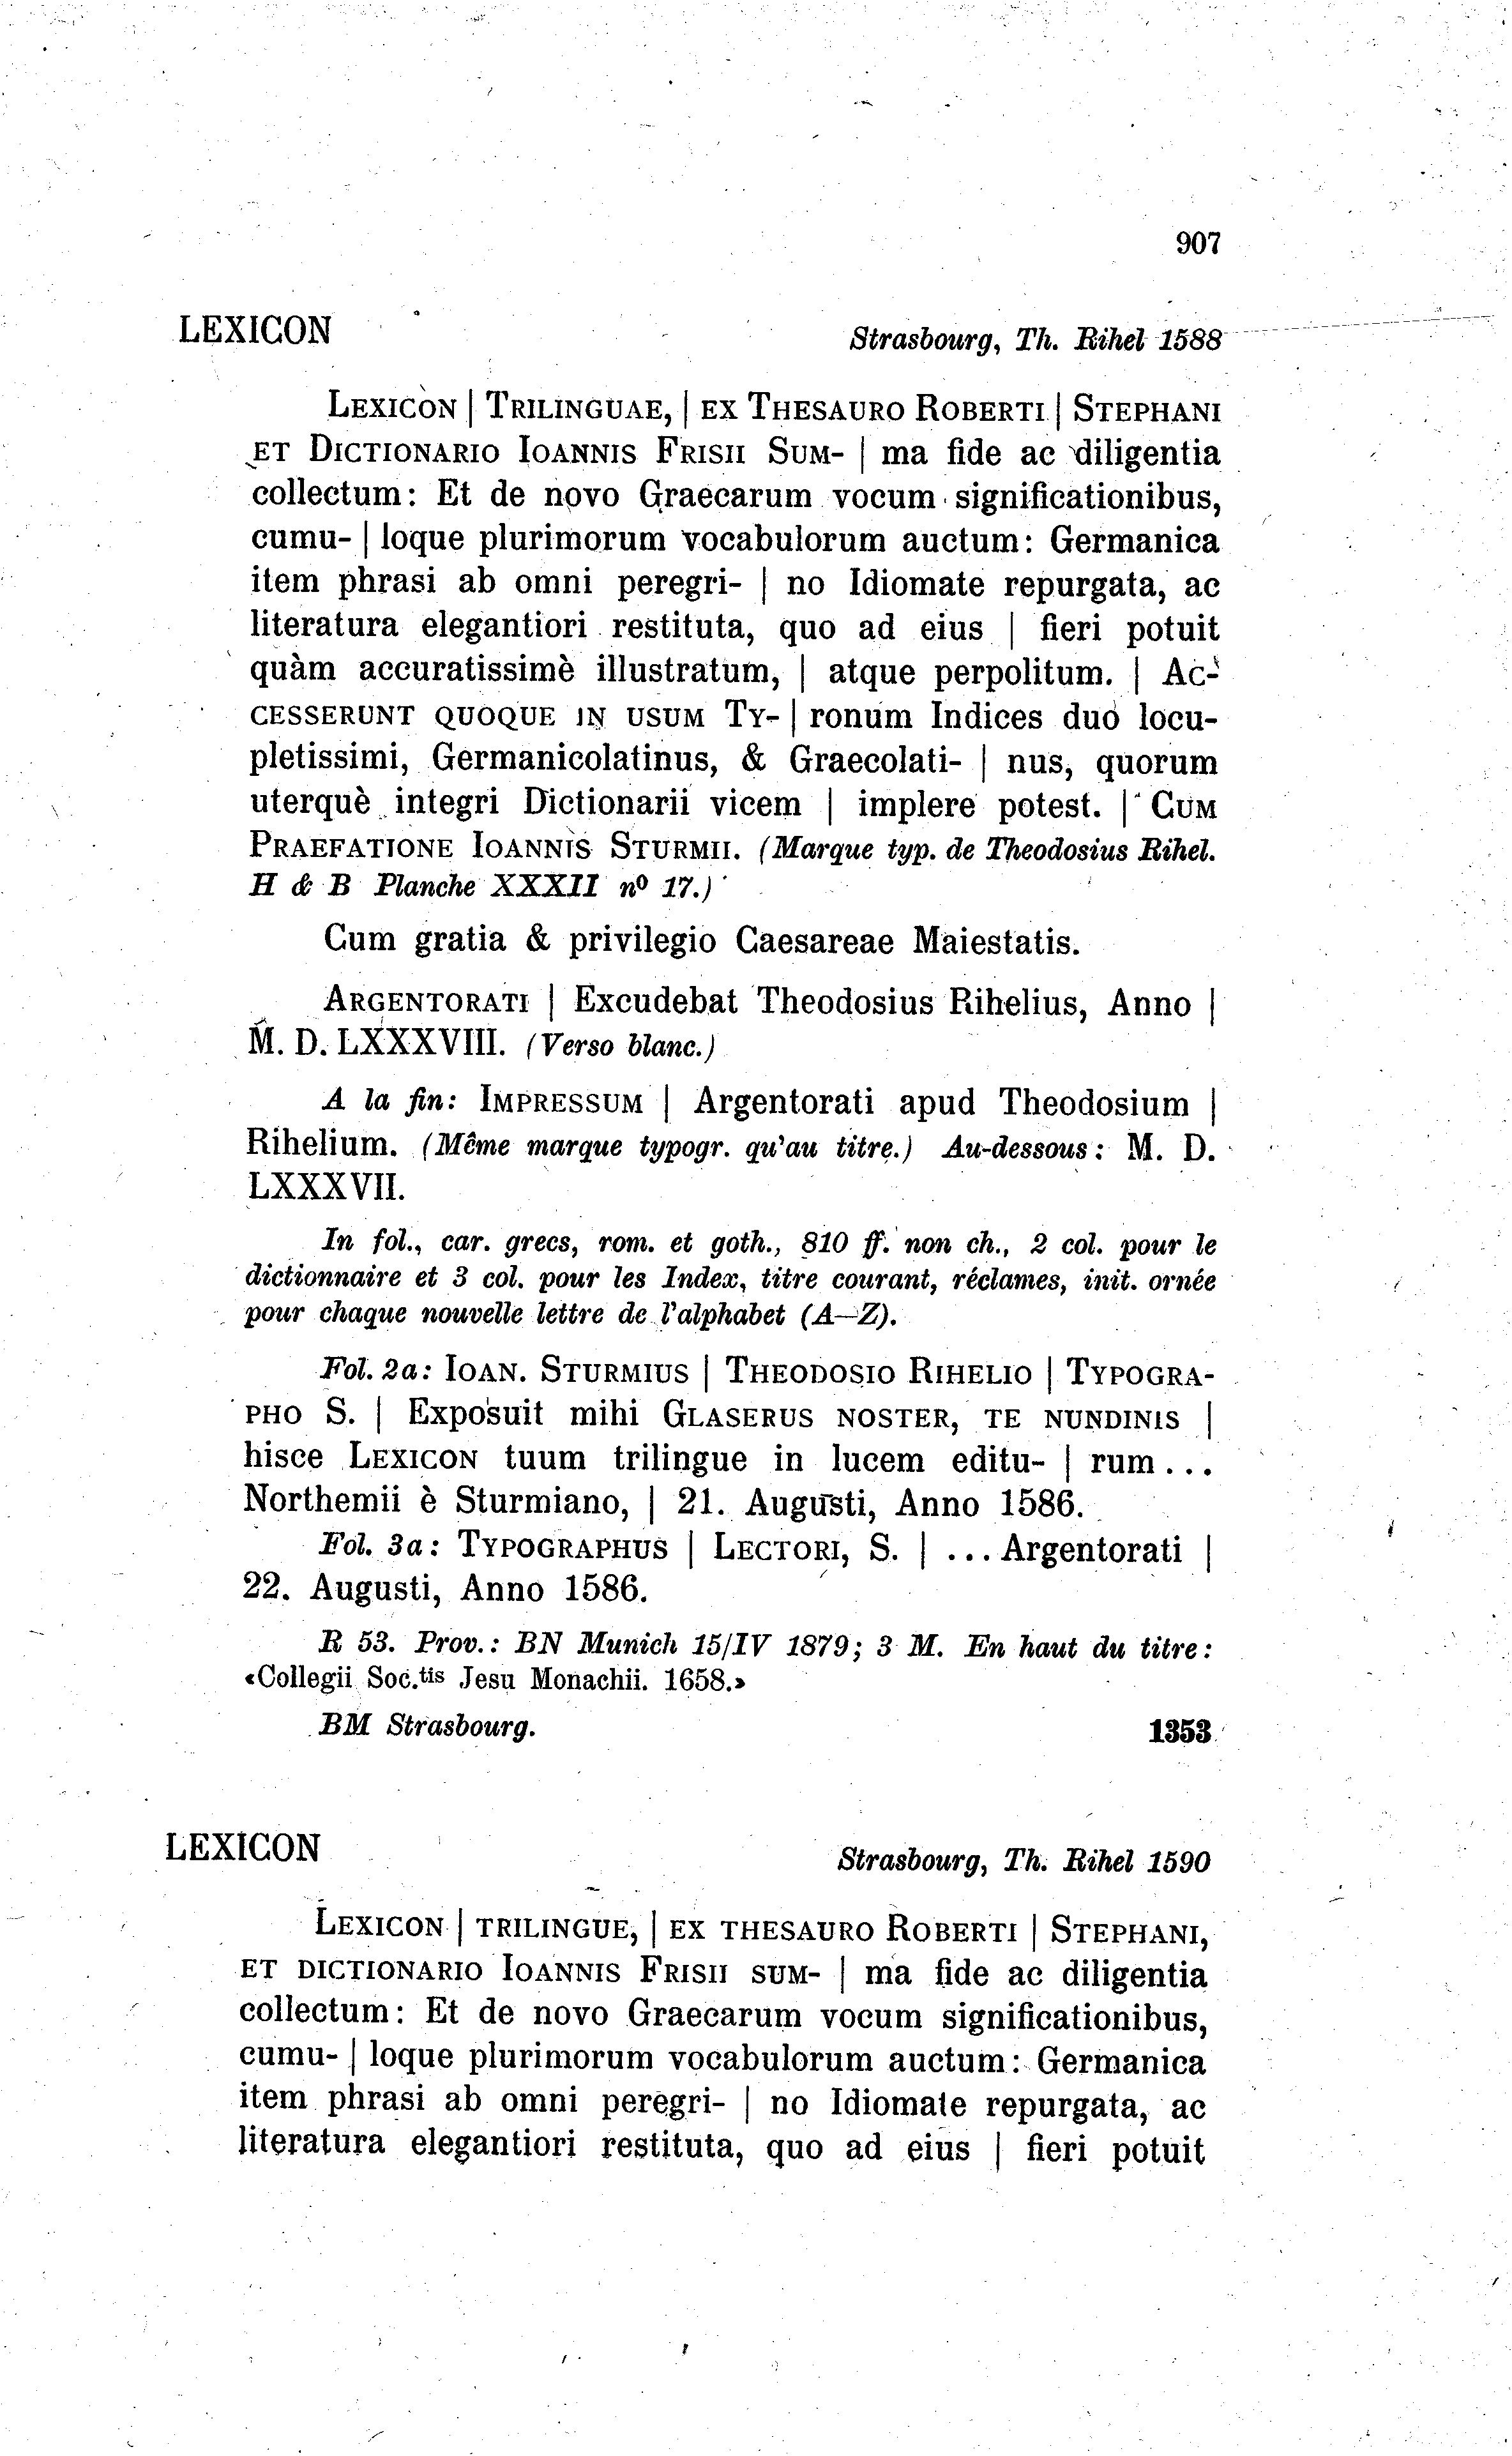 907
LEXICON
Strasbourg, Th. Rihel 1588
LEXICON | TRILINGUAE, | EX THESAURO ROBERTI | STEPHANI
ET DICTIONARIO IOANNIS FRISII SUM- | ma fide ac diligentia
collectum: Et de novo Graecarum vocum significationibus,
cumu- | loque plurimorum vocabulorum auctum: Germanica
item phrasi ab omni peregri- | no Idiomate repurgata, ac
literatura elegantiori restituta, quo ad eius | fieri potuit
quàm accuratissimè illustratum, | atque perpolitum. | AC-
CESSERUNT QUOQUE IN USUM TY- | ronum Indices duo locu-
pletissimi, Germanicolatinus, & Graecolati- | nus, quorum
uterquè integri Dictionarii vicem | implere potest. | CUM
PRAEFATIONE IOANNIS STURMII. (Marque typ. de Theodosius Rihel.
H & B Planche XXXII nº 17.)
Cum gratia & privilegio Caesareae Maiestatis.
ARGENTORATI | Excudebat Theodosius Rihelius, Anno |
M. D. LXXXVIII. (Verso blanc.)
A la fin: IMPRESSUM | Argentorati apud Theodosium |
Rihelium. (Même marque typogr. qu'au titre.) Au-dessous: M. D.
LXXXVII.
In fol., car. grecs, rom. et goth., 810 ff. non ch., 2 col. pour le
dictionnaire et 3 col. pour les Index, titre courant, réclames, init. ornée
pour chaque nouvelle lettre de l'alphabet (A—Z).
Fol. 2a: IOAN. STURMIUS | THEODOSIO RIHELIO | TYPOGRA-
PHO S. | Exposuit mihi GLASERUS NOSTER, TE NUNDINIS |
hisce LEXICON tuum trilingue in lucem editu- | rum...
Northemii è Sturmiano, | 21. Augusti, Anno 1586.
Fol. 3a: TYPOGRAPHUS | LECTORI, S. | ... Argentorati |
22. Augusti, Anno 1586.
R 53. Prov.: BN Munich 15/IV 1879; 3 M. En haut du titre:
«Collegii Soc.tis Jesu Monachii. 1658.»
BM Strasbourg.
1353
LEXICON
Strasbourg, Th. Rihel 1590
LEXICON | TRILINGUE, | EX THESAURO ROBERTI | STEPHANI,
ET DICTIONARIO IOANNIS FRISII SUM- | ma fide ac diligentia
collectum: Et de novo Graecarum vocum significationibus,
cumu- | loque plurimorum vocabulorum auctum: Germanica
item phrasi ab omni peregri- | no Idiomate repurgata, ac
literatura elegantiori restituta, quo ad eius | fieri potuit